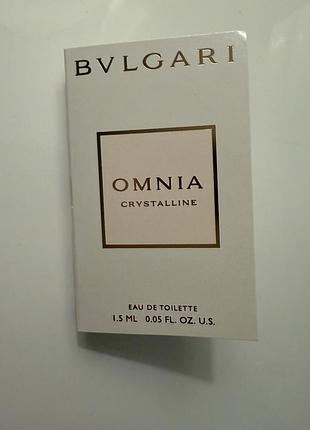 BVLGARI
OMNIA
CRYSTALLINE
EAU DE TOILETTE
1.5 ML 0.05 FL. OZ. U.S.